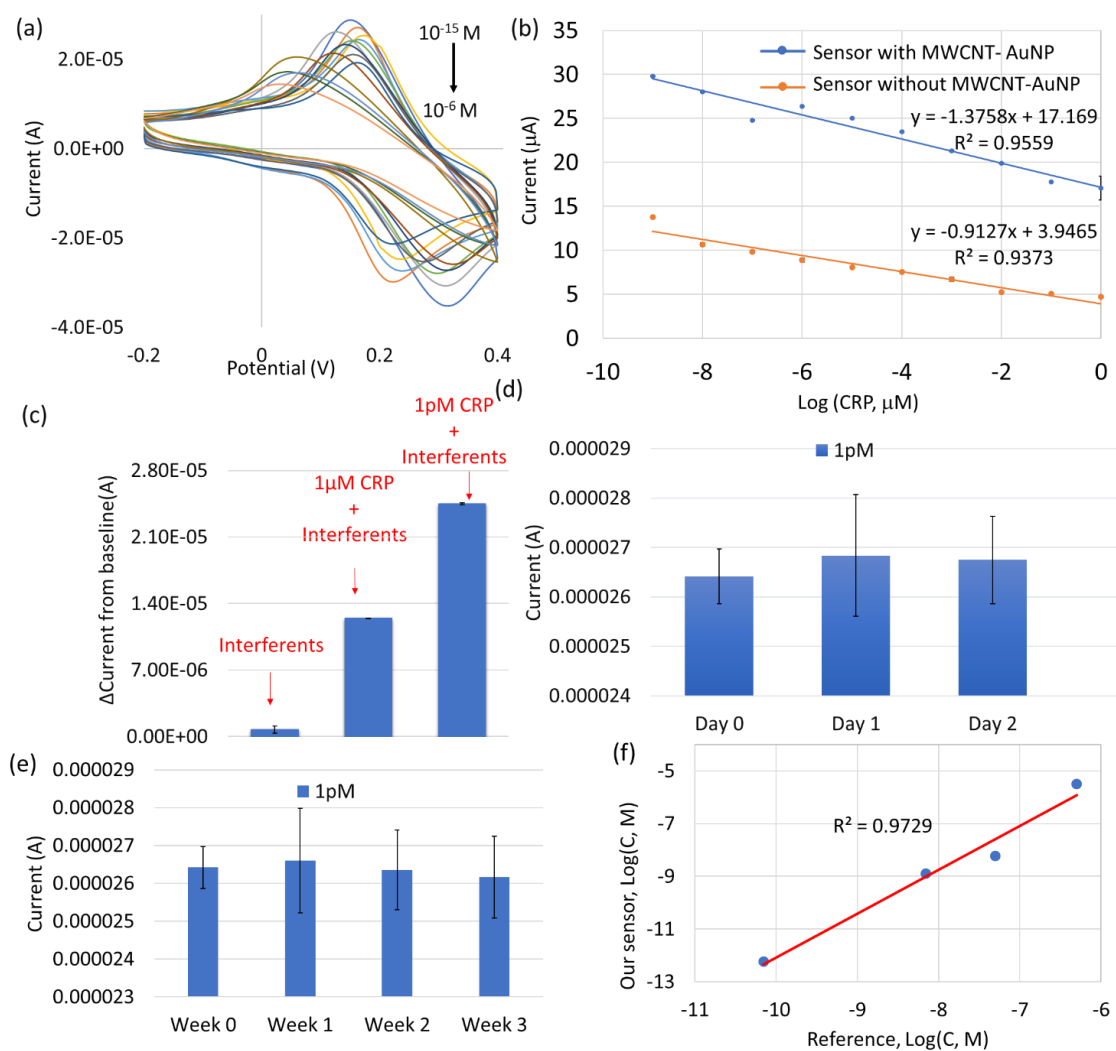 (a)
2.0E-05
0.0E+00
-2.0E-05
-4.0E-05
Current (A)
-0.2
0
0.2
0.4
Potential (V)
10⁻¹⁵ M
10⁻⁶ M
(b)
Sensor with MWCNT- AuNP
Sensor without MWCNT-AuNP
y = -1.3758x + 17.169
R² = 0.9559
y = -0.9127x + 3.9465
R² = 0.9373
35
30
25
20
15
10
5
0
Current (μA)
-10
-8
-6
-4
-2
0
Log (CRP, μM)
(c)
2.80E-05
2.10E-05
1.40E-05
7.00E-06
0.00E+00
ΔCurrent from baseline(A)
Interferents
1μM CRP
+
Interferents
1pM CRP
+
Interferents
(d)
1pM
0.000029
0.000028
0.000027
0.000026
0.000025
0.000024
Current (A)
Day 0
Day 1
Day 2
(e)
1pM
0.000029
0.000028
0.000027
0.000026
0.000025
0.000024
0.000023
Current (A)
Week 0
Week 1
Week 2
Week 3
(f)
-5
-7
-9
-11
-13
Our sensor, Log(C, M)
R² = 0.9729
-11
-10
-9
-8
-7
-6
Reference, Log(C, M)